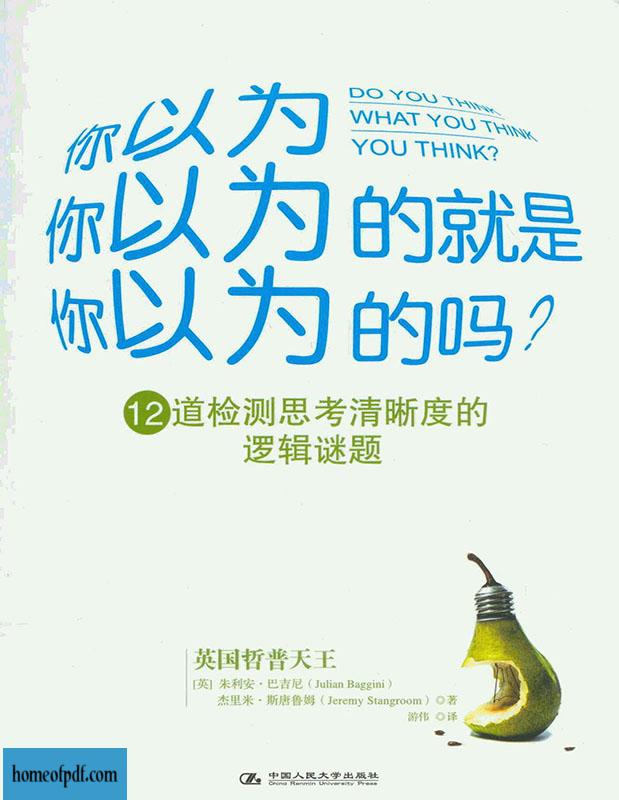 你以为
DO YOU THINK
WHAT YOU THINK
YOU THINK?
你以为的就是
你以为的吗?
12道检测思考清晰度的
逻辑谜题
英国哲普天王
[英] 朱利安·巴吉尼(Julian Baggini)
杰里米·斯唐鲁姆(Jeremy Stangroom) 著
游伟 译
中国人民大学出版社
China Renmin University Press
homeofpdf.com